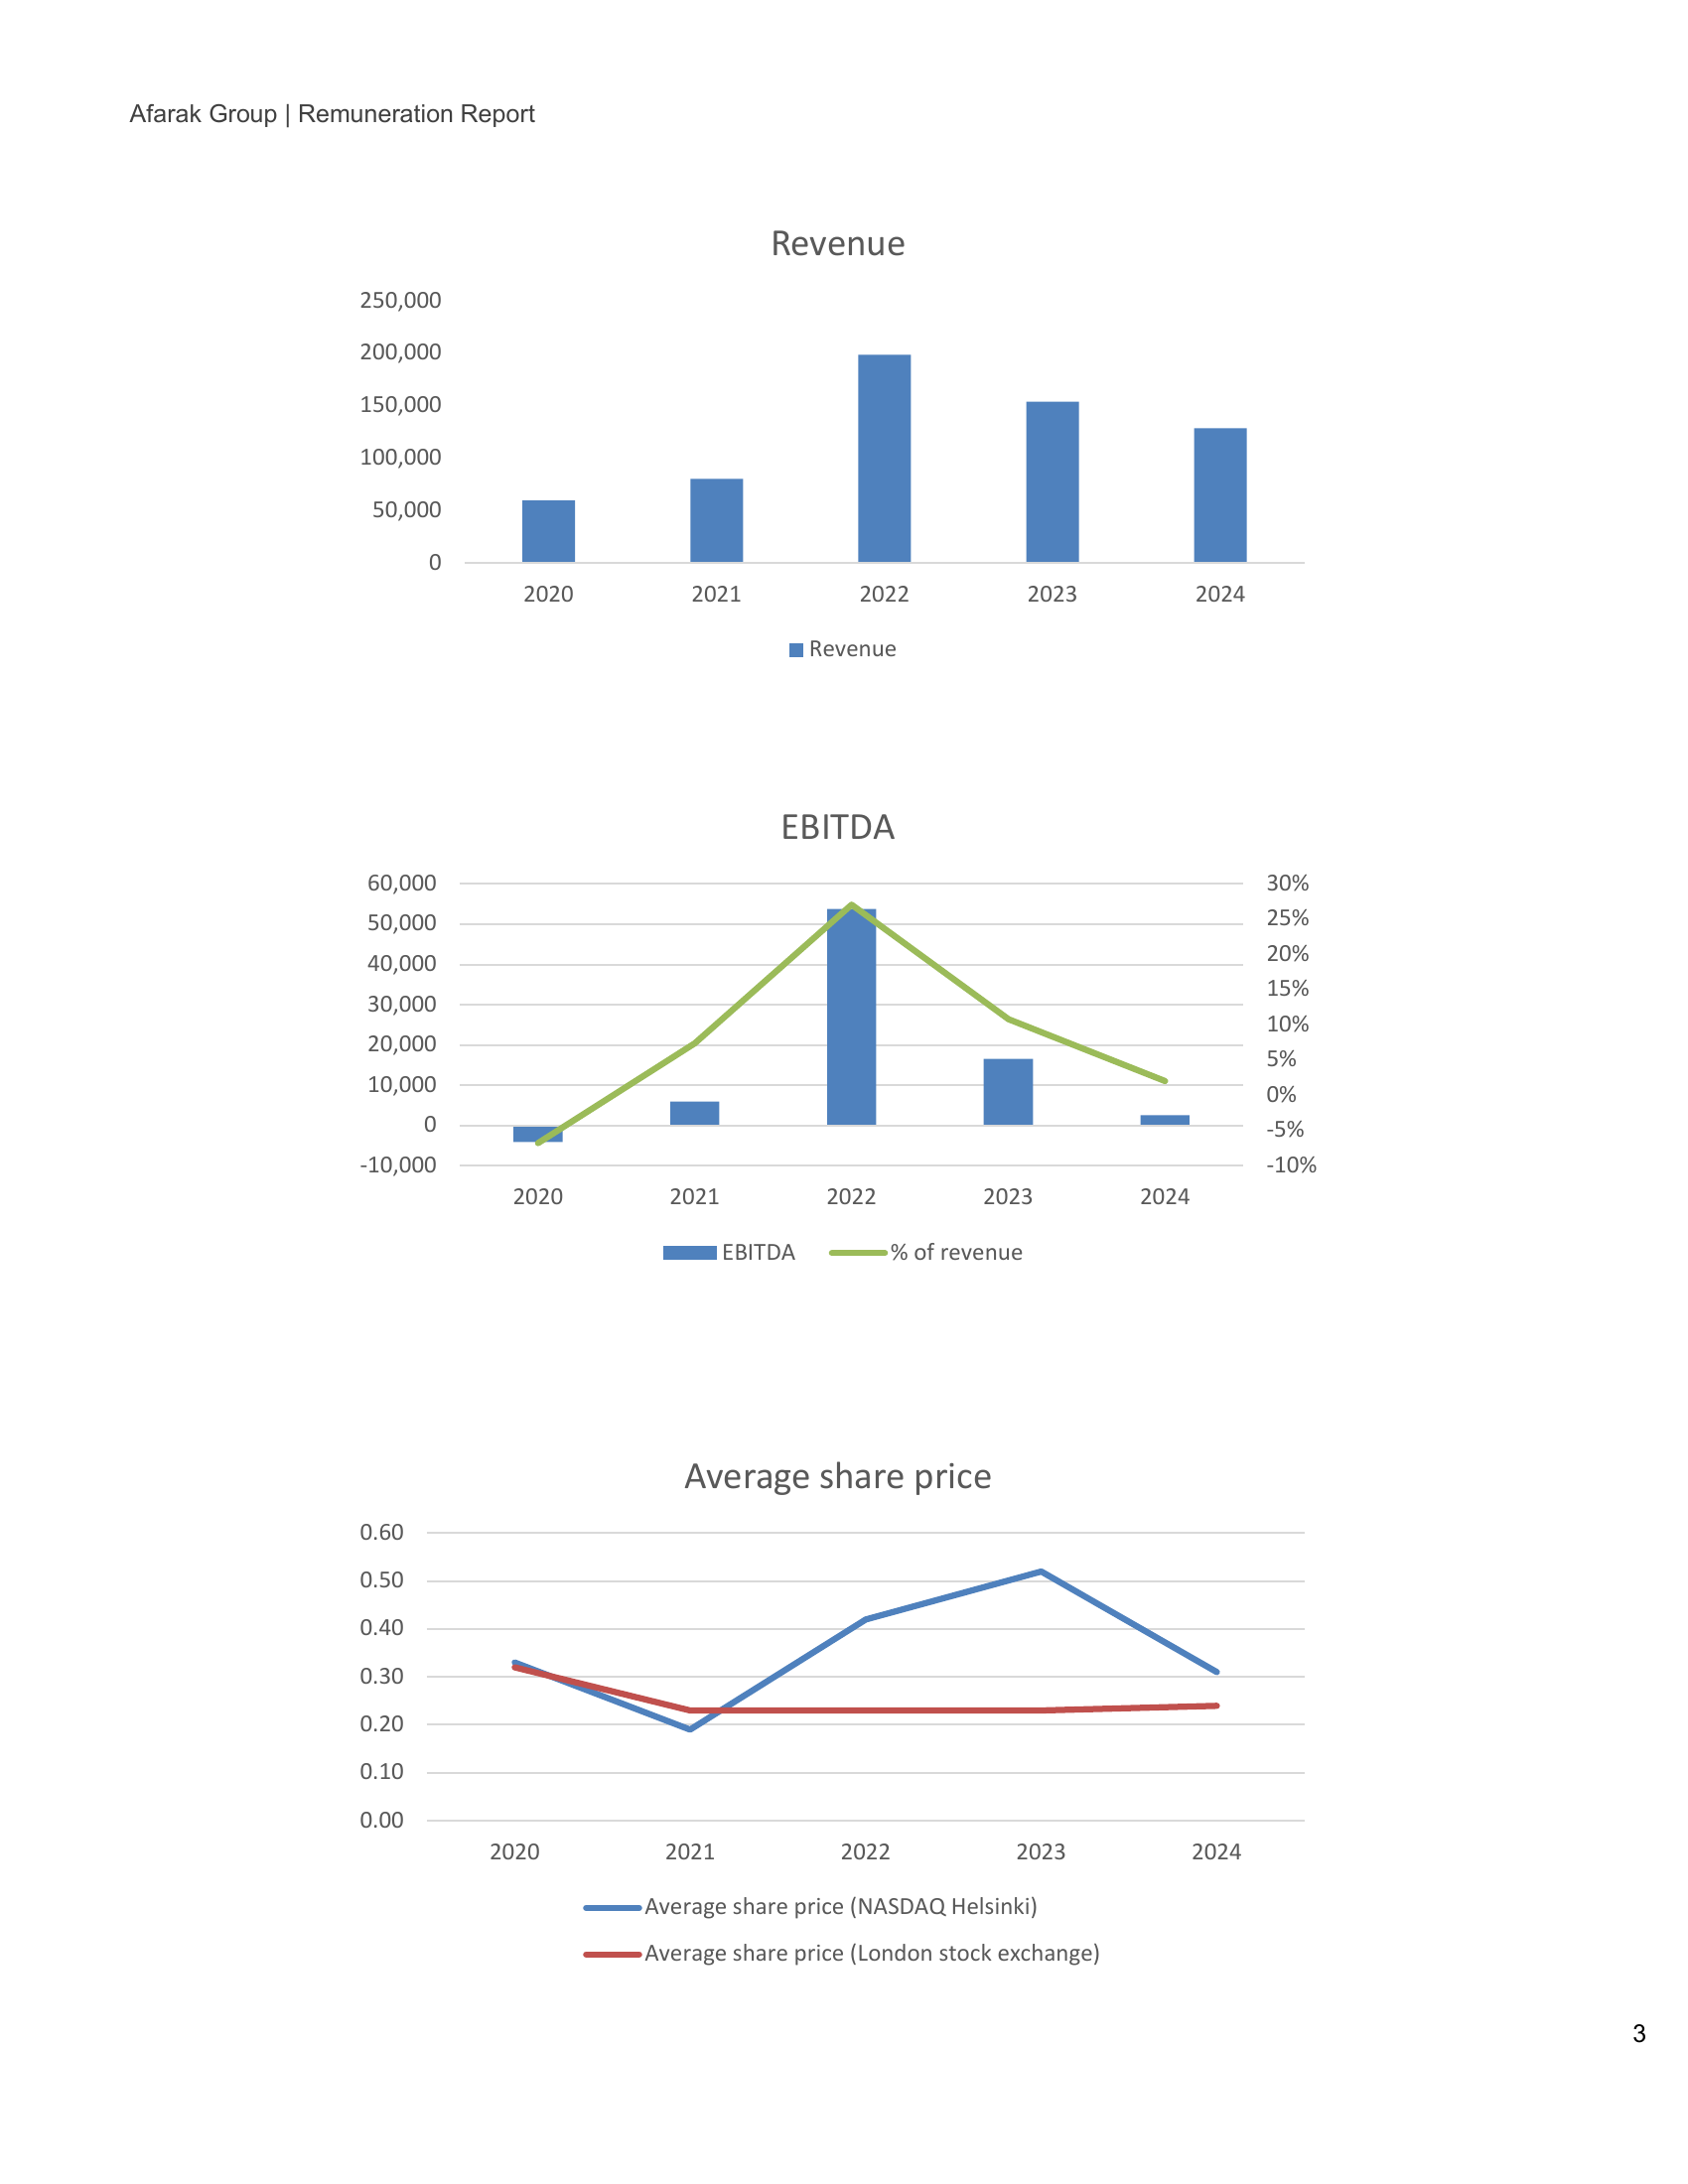 Afarak Group | Remuneration Report
Revenue
250,000
200,000
150,000
100,000
50,000
0
2020 2021 2022 2023 2024
Revenue
EBITDA
60,000 30%
50,000 25%
40,000 20%
30,000 15%
20,000 10%
10,000 5%
0 0%
-10,000 -5%
-10%
2020 2021 2022 2023 2024
EBITDA % of revenue
Average share price
0.60
0.50
0.40
0.30
0.20
0.10
0.00
2020 2021 2022 2023 2024
Average share price (NASDAQ Helsinki)
Average share price (London stock exchange)
3